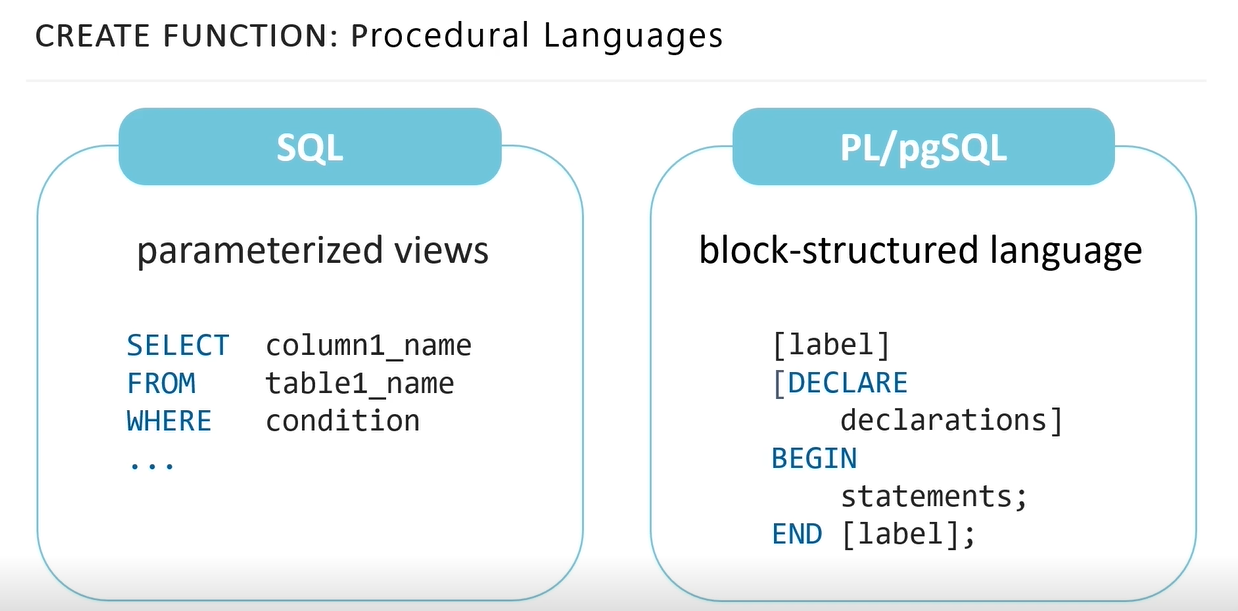 CREATE FUNCTION: Procedural Languages
SQL
parameterized views
SELECT column1_name
FROM table1_name
WHERE condition
...
PL/pgSQL
block-structured language
[label]
[DECLARE
declarations]
BEGIN
statements;
END [label];